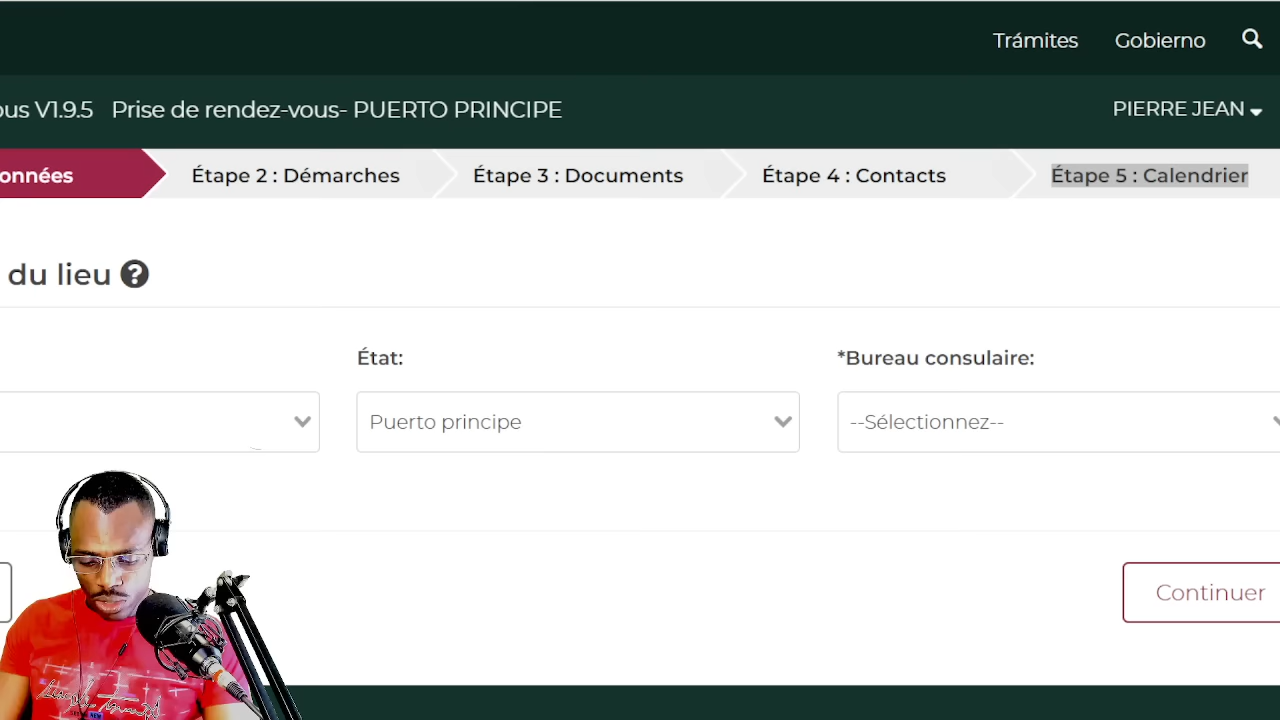 Trámites Gobierno
ous V1.9.5 Prise de rendez-vous- PUERTO PRINCIPE PIERRE JEAN
onnées Étape 2 : Démarches Étape 3 : Documents Étape 4 : Contacts Étape 5 : Calendrier
du lieu
État: *Bureau consulaire:
Puerto principe --Sélectionnez--
Continuer